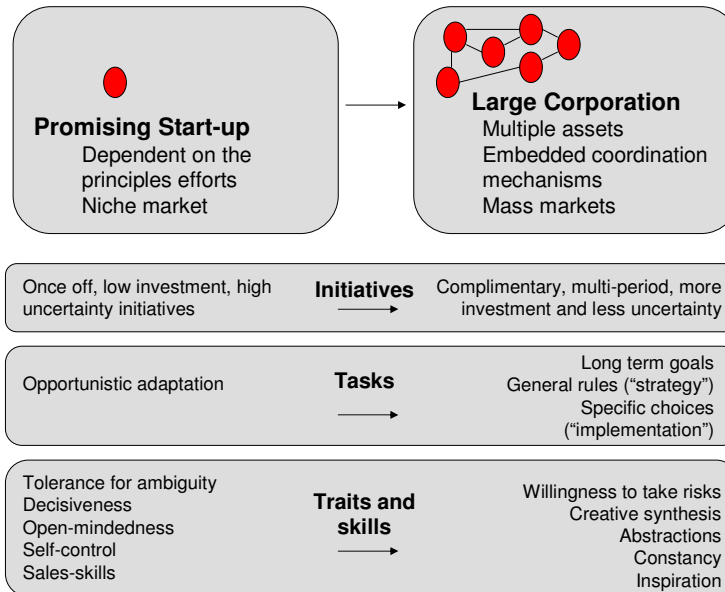 Promising Start-up
Dependent on the
principles efforts
Niche market
Large Corporation
Multiple assets
Embedded coordination
mechanisms
Mass markets
Once off, low investment, high
uncertainty initiatives
Initiatives
Complimentary, multi-period, more
investment and less uncertainty
Opportunistic adaptation
Tasks
Long term goals
General rules (“strategy”)
Specific choices
(“implementation”)
Tolerance for ambiguity
Decisiveness
Open-mindedness
Self-control
Sales-skills
Traits and
skills
Willingness to take risks
Creative synthesis
Abstractions
Constancy
Inspiration